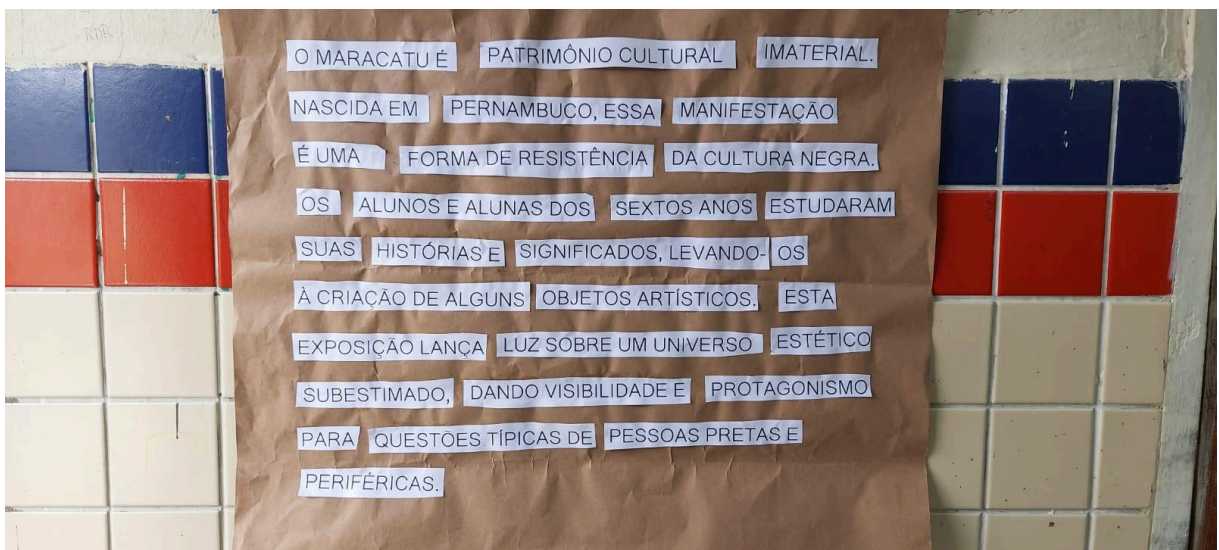 O MARACATU É PATRIMÔNIO CULTURAL IMATERIAL.
NASCIDA EM PERNAMBUCO, ESSA MANIFESTAÇÃO
É UMA FORMA DE RESISTÊNCIA DA CULTURA NEGRA.
OS ALUNOS E ALUNAS DOS SEXTOS ANOS ESTUDARAM
SUAS HISTÓRIAS E SIGNIFICADOS, LEVANDO- OS
À CRIAÇÃO DE ALGUNS OBJETOS ARTÍSTICOS. ESTA
EXPOSIÇÃO LANÇA LUZ SOBRE UM UNIVERSO ESTÉTICO
SUBESTIMADO, DANDO VISIBILIDADE E PROTAGONISMO
PARA QUESTÕES TÍPICAS DE PESSOAS PRETAS E
PERIFÉRICAS.